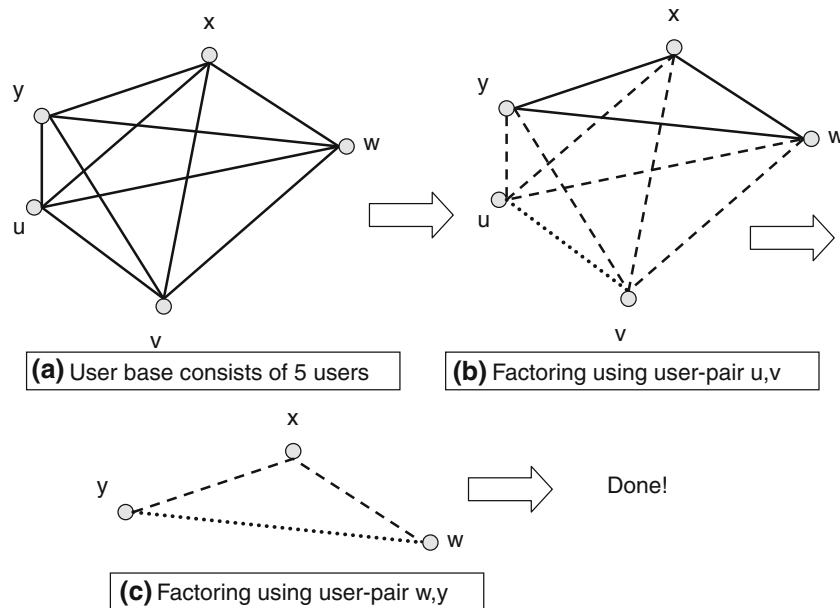 x
y
w
u
v
(a) User base consists of 5 users
x
y
w
u
v
(b) Factoring using user-pair u,v
x
y
w
Done!
(c) Factoring using user-pair w,y